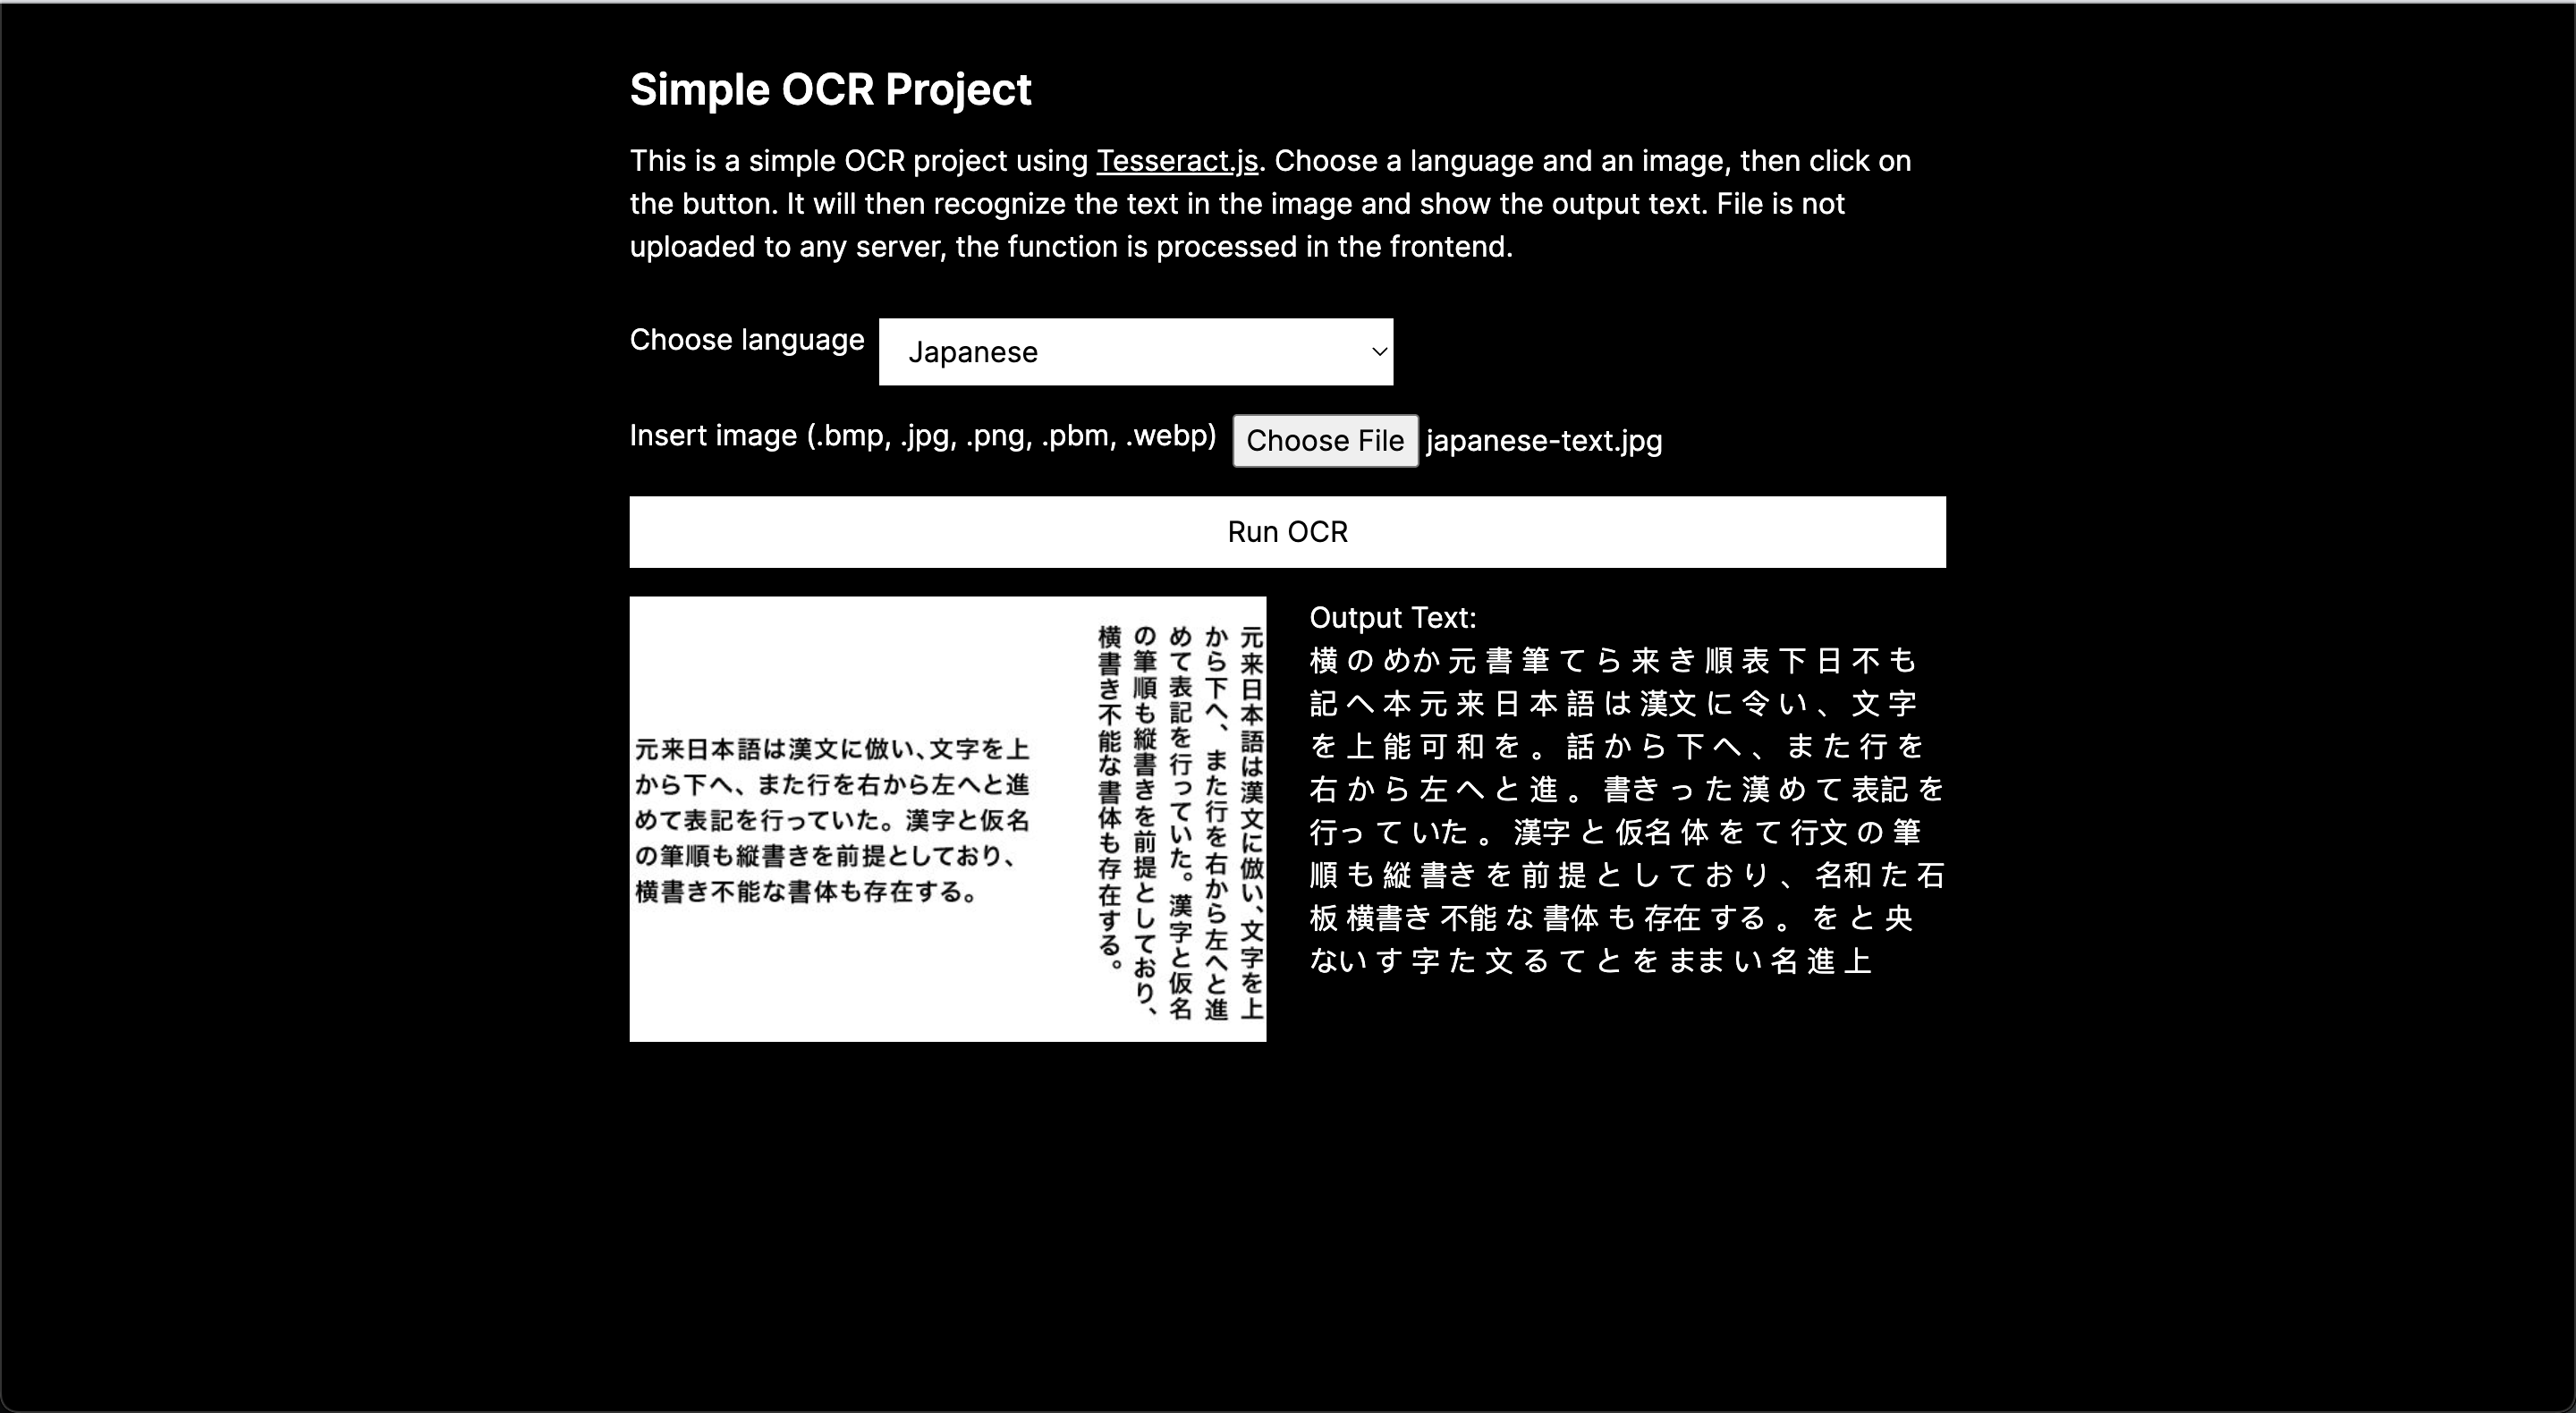 Simple OCR Project
This is a simple OCR project using Tesseract.js. Choose a language and an image, then click on
the button. It will then recognize the text in the image and show the output text. File is not
uploaded to any server, the function is processed in the frontend.
Choose language Japanese
Insert image (.bmp, .jpg, .png, .pbm, .webp) Choose File japanese-text.jpg
Run OCR
元来日本語は漢文に倣い、文字を上
から下へ、また行を右から左へと進
めて表記を行っていた。漢字と仮名
の筆順も縦書きを前提としており、
横書き不能な書体も存在する。
元来日本語は漢文に倣い、文字を上
から下へ、また行を右から左へと進
めて表記を行っていた。漢字と仮名
の筆順も縦書きを前提としており、
横書き不能な書体も存在する。
Output Text:
横 の めか 元 書 筆 て ら 来 き 順 表 下 日 不 も
記 へ 本 元 来 日 本 語 は 漢文 に 令 い 、 文 字
を 上 能 可 和 を 。 話 か ら 下 へ 、 ま た 行 を
右 か ら 左 へ と 進 。 書き っ た 漢 め て 表記 を
行っ て いた 。 漢字 と 仮名 体 を て 行文 の 筆
順 も 縦 書き を 前 提 と し て お り 、 名和 た 石
板 横書き 不能 な 書体 も 存在 する 。 を と 央
ない す 字 た 文 る て と を まま い 名 進 上